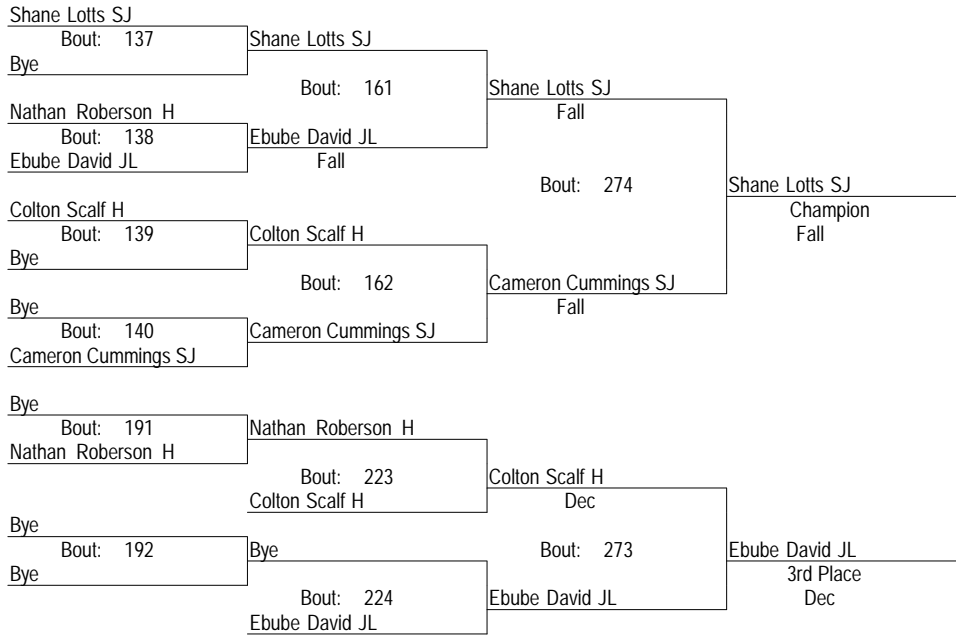 Shane Lotts SJ
Bout: 137
Bye
Shane Lotts SJ
Bout: 161
Nathan Roberson H
Bout: 138
Ebube David JL
Ebube David JL
Fall
Shane Lotts SJ
Fall
Bout: 274
Colton Scalf H
Bout: 139
Bye
Colton Scalf H
Bout: 162
Bye
Bout: 140
Cameron Cummings SJ
Cameron Cummings SJ
Cameron Cummings SJ
Fall
Shane Lotts SJ
Champion
Fall
Bye
Bout: 191
Nathan Roberson H
Nathan Roberson H
Bout: 223
Colton Scalf H
Colton Scalf H
Dec
Bye
Bout: 192
Bye
Bye
Bout: 224
Ebube David JL
Bout: 273
Ebube David JL
Ebube David JL
3rd Place
Dec